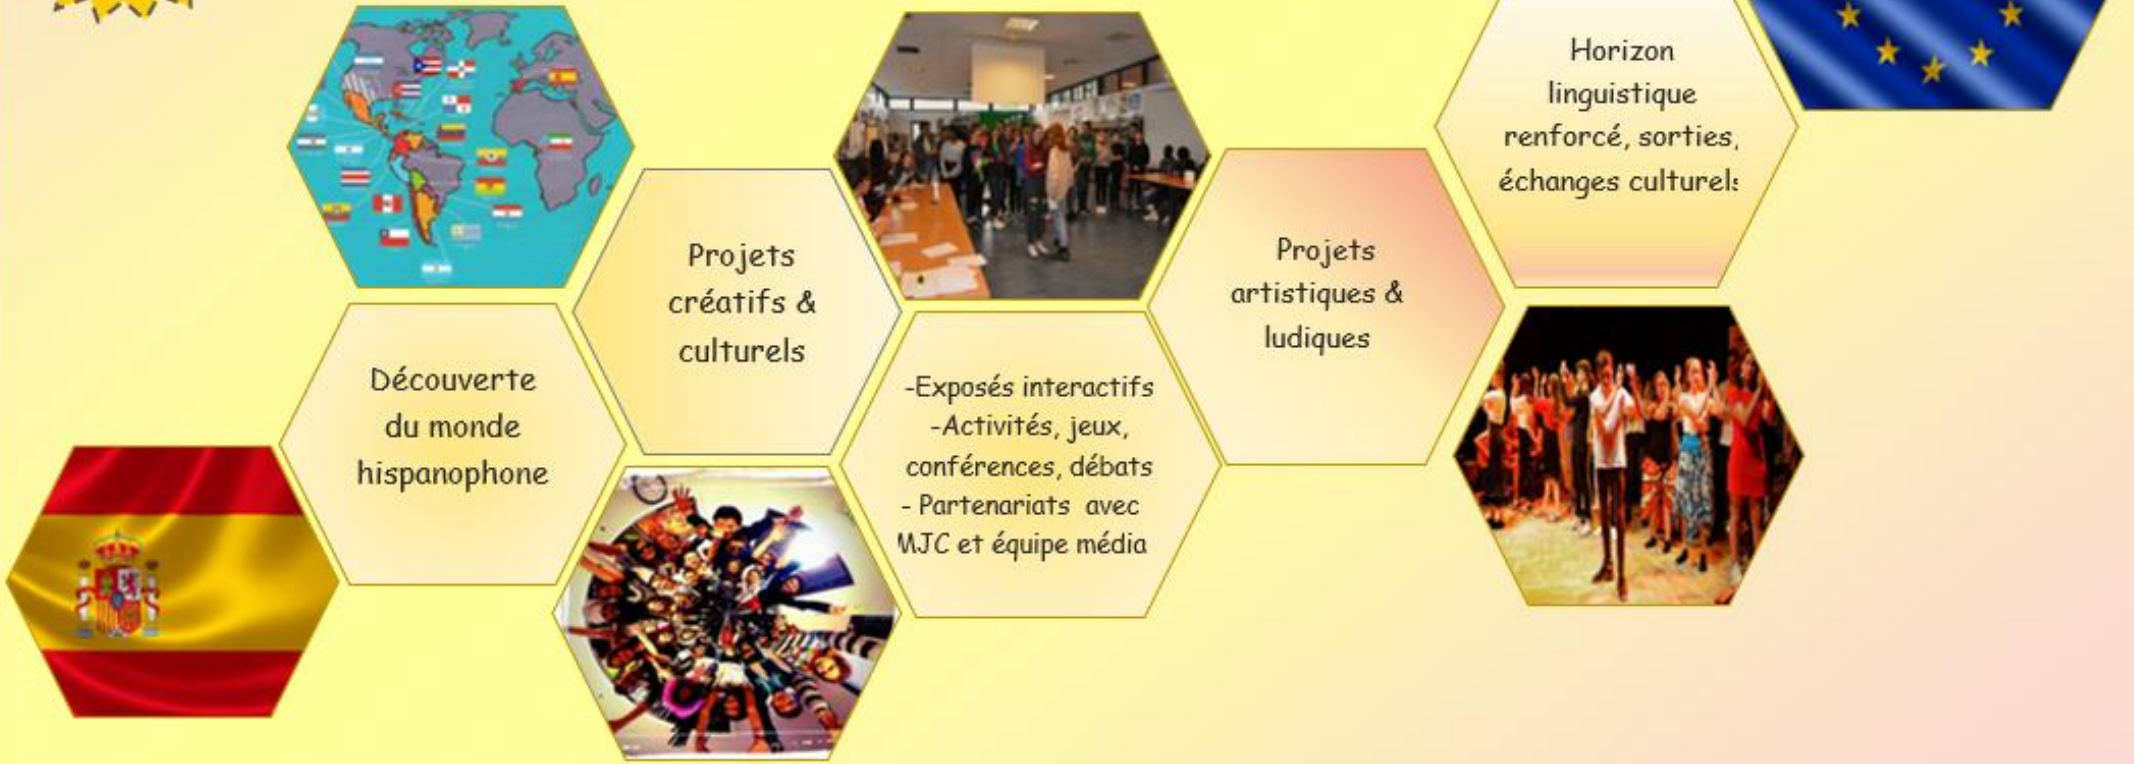 Découverte
du monde
hispanophone
Projets
créatifs &
culturels
-Exposés interactifs
-Activités, jeux,
conférences, débats
- Partenariats avec
MJC et équipe média
Projets
artistiques &
ludiques
Horizon
linguistique
renforcé, sorties,
échanges culturels